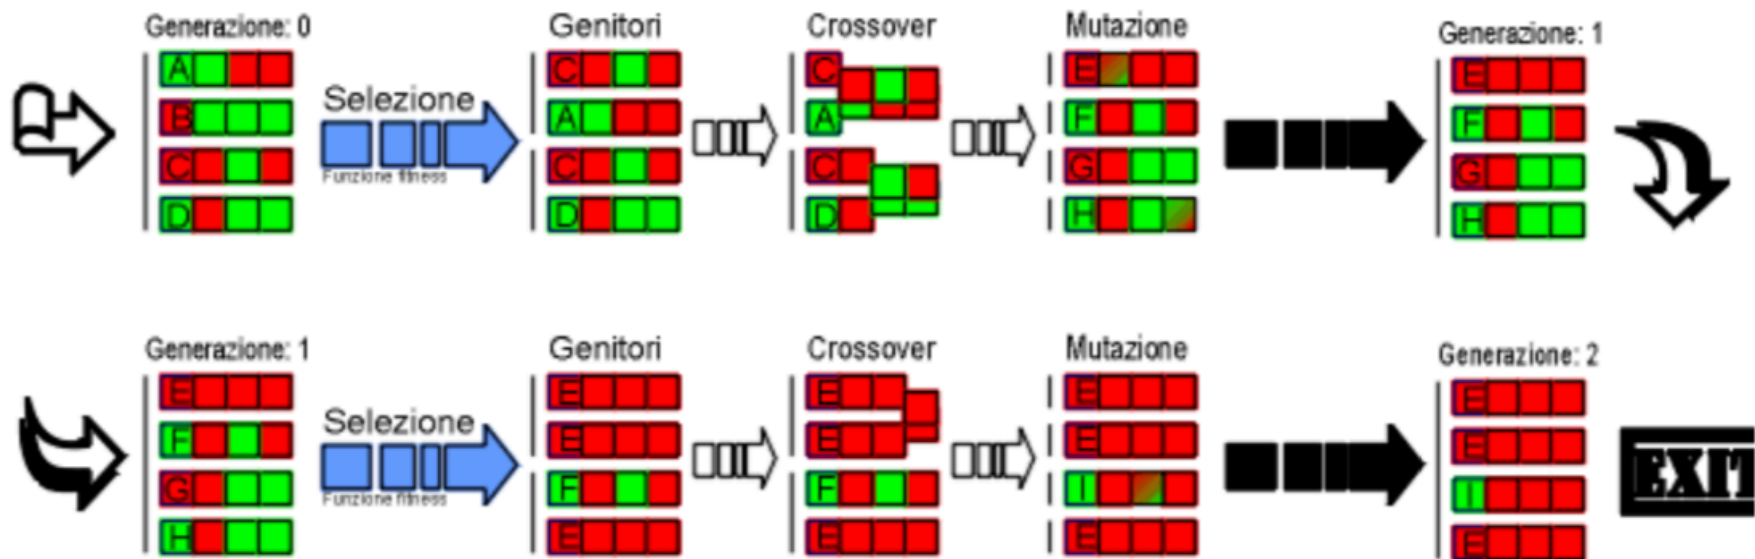 Generazione: 0
Genitori
Crossover
Mutazione
Generazione: 1
A
C
C
E
E
Selezione
B
A
A
F
F
Funzione fitness
C
C
C
G
G
D
D
D
H
H
Generazione: 1
Genitori
Crossover
Mutazione
Generazione: 2
E
E
E
E
E
Selezione
F
E
E
E
E
Funzione fitness
G
F
F
I
I
EXIT
H
E
E
E
E